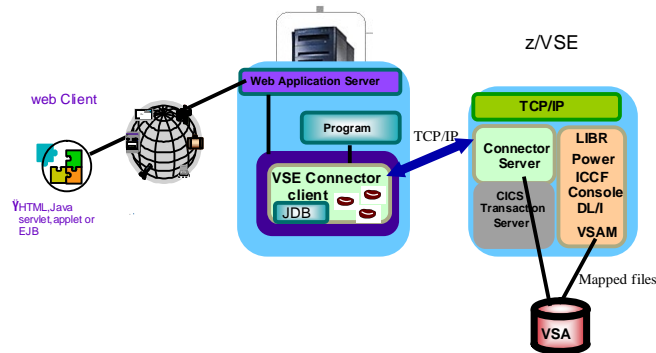 z/VSE
Web Application Server
web Client
TCP/IP
Program
TCP/IP
Connector
Server
LIBR
Power
ICCF
Console
DL/I
VSAM
VSE Connector
client
JDB
CICS
Transaction
Server
ŸHTML,Java
servlet,applet or
EJB
Mapped files
VSA